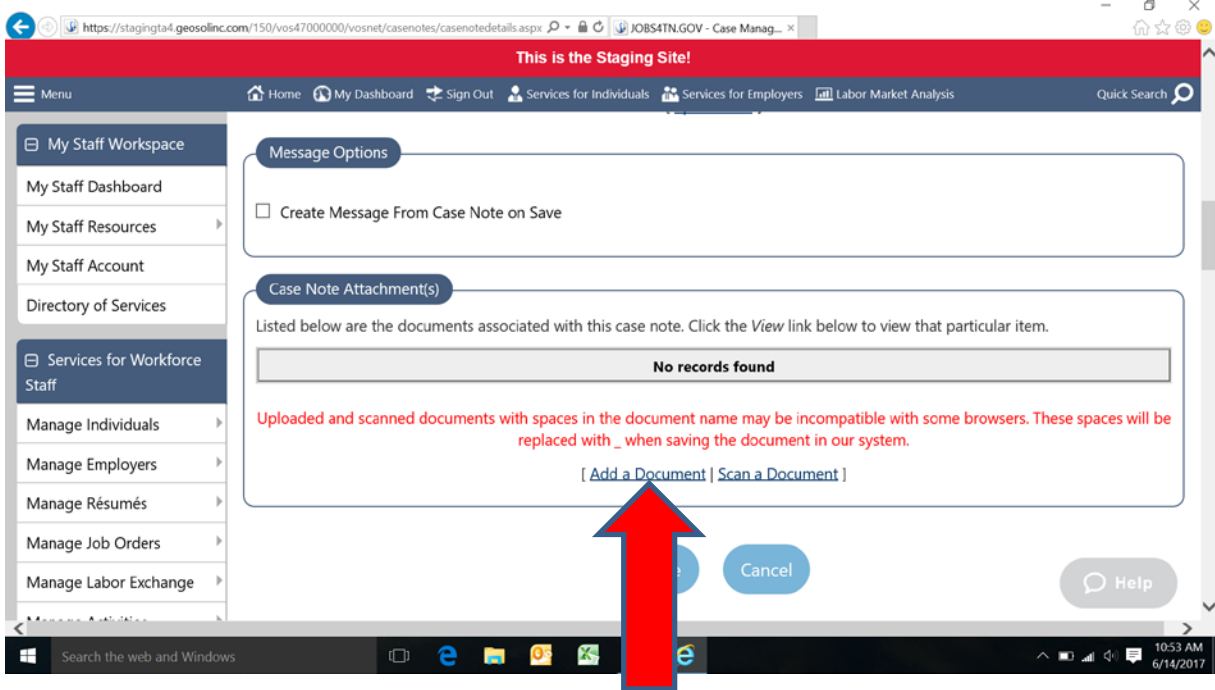 https://stagingta4.geosolinc.com/150/vos47000000/vosnet/casenotes/casenotedetails.aspx
JOBS4TN.GOV - Case Manag...
This is the Staging Site!
Menu
Home My Dashboard Sign Out Services for Individuals Services for Employers Labor Market Analysis
Quick Search
My Staff Workspace
My Staff Dashboard
My Staff Resources
My Staff Account
Directory of Services
Services for Workforce
Staff
Manage Individuals
Manage Employers
Manage Résumés
Manage Job Orders
Manage Labor Exchange
Message Options
Create Message From Case Note on Save
Case Note Attachment(s)
Listed below are the documents associated with this case note. Click the View link below to view that particular item.
No records found
Uploaded and scanned documents with spaces in the document name may be incompatible with some browsers. These spaces will be
replaced with _ when saving the document in our system.
[ Add a Document | Scan a Document ]
Cancel
Help
Search the web and Windows
10:53 AM
6/14/2017